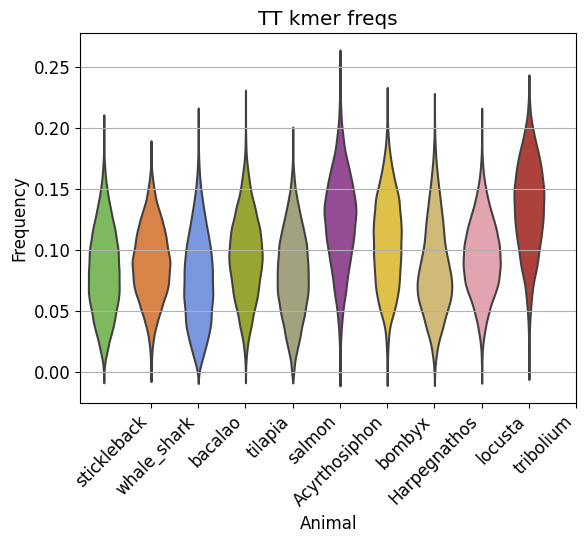 TT kmer freqs
0.25
0.20
0.15
0.10
0.05
0.00
Frequency
stickleback
whale_shark
bacalao
tilapia
salmon
Acyrthosiphon
bombyx
Harpegnathos
locusta
tribolium
Animal